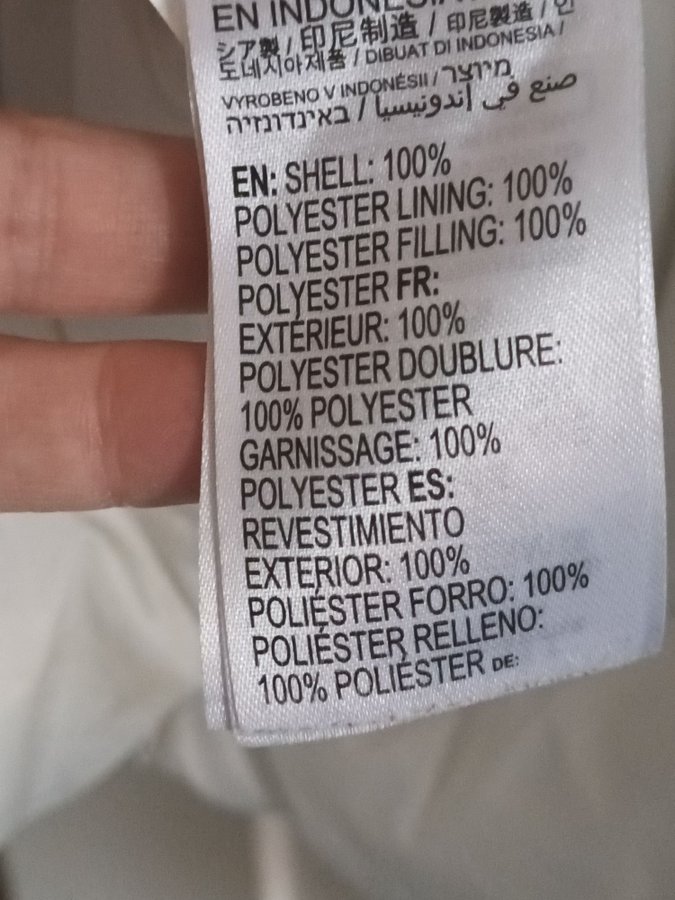 EN INDONESIA
シア製 / 印尼制造 / 印尼製造 / 인
도네시아제품 / DIBUAT DI INDONESIA /
VYROBENO V INDONÉSII / מיוצר
באינדונזיה / صنع في إندونيسيا
EN: SHELL: 100%
POLYESTER LINING: 100%
POLYESTER FILLING: 100%
POLYESTER FR:
EXTÉRIEUR: 100%
POLYESTER DOUBLURE:
100% POLYESTER
GARNISSAGE: 100%
POLYESTER ES:
REVESTIMIENTO
EXTERIOR: 100%
POLIÉSTER FORRO: 100%
POLIÉSTER RELLENO:
100% POLIÉSTER DE: